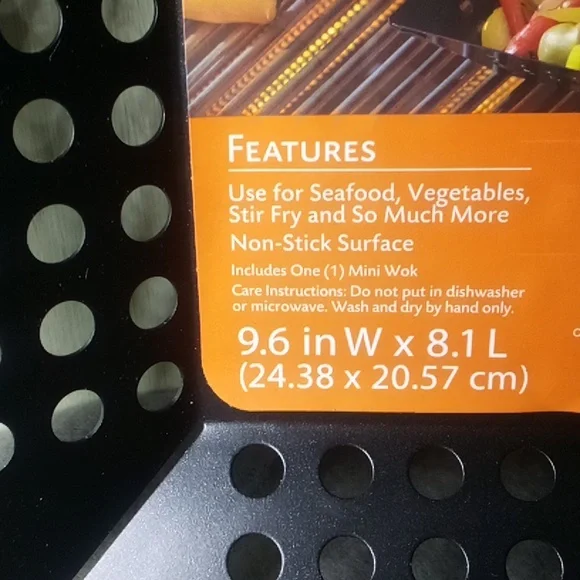 FEATURES
Use for Seafood, Vegetables,
Stir Fry and So Much More
Non-Stick Surface
Includes One (1) Mini Wok
Care Instructions: Do not put in dishwasher
or microwave. Wash and dry by hand only.
9.6 in W x 8.1 L
(24.38 x 20.57 cm)